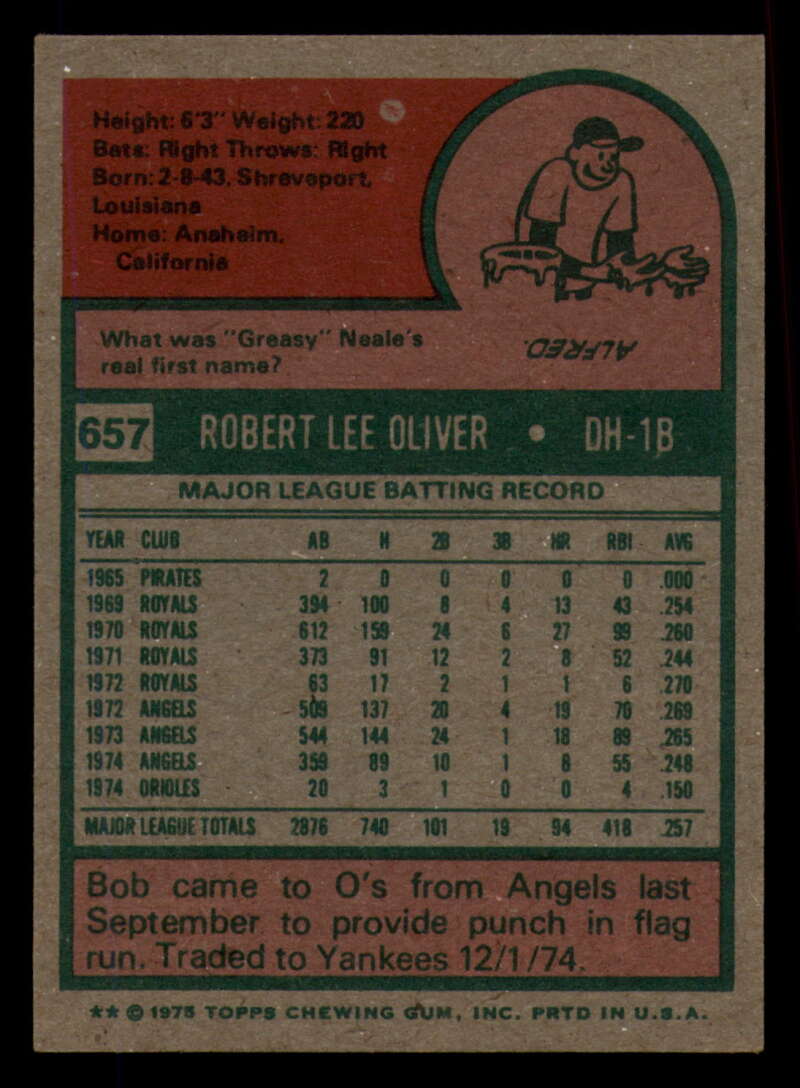 Height: 6'3" Weight: 220
Bats: Right Throws: Right
Born: 2-8-43, Shreveport,
Louisiana
Home: Anaheim,
California
What was "Greasy" Neale's
real first name?
ALFRED.
657 ROBERT LEE OLIVER • DH-1B
MAJOR LEAGUE BATTING RECORD
YEAR CLUB AB H 2B 3B HR RBI AVG
1965 PIRATES 2 0 0 0 0 0 .000
1969 ROYALS 394 100 8 4 13 43 .254
1970 ROYALS 612 159 24 6 27 99 .260
1971 ROYALS 373 91 12 2 8 52 .244
1972 ROYALS 63 17 2 1 1 6 .270
1972 ANGELS 509 137 20 4 19 70 .269
1973 ANGELS 544 144 24 1 18 89 .265
1974 ANGELS 359 89 10 1 8 55 .248
1974 ORIOLES 20 3 1 0 0 4 .150
MAJOR LEAGUE TOTALS 2876 740 101 19 94 418 .257
Bob came to O's from Angels last
September to provide punch in flag
run. Traded to Yankees 12/1/74.
** © 1975 TOPPS CHEWING GUM, INC. PRTD IN U.S.A.